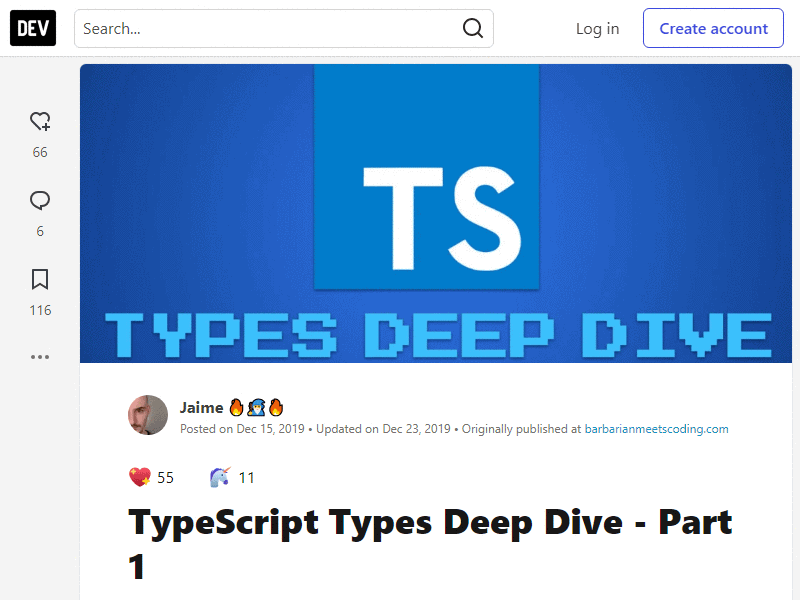 DEV
Search...
Log in
Create account
66
6
116
TS
TYPES DEEP DIVE
Jaime 🔥🧙‍♂️🔥
Posted on Dec 15, 2019 • Updated on Dec 23, 2019 • Originally published at barbarianmeetscoding.com
💖 55 🦄 11
TypeScript Types Deep Dive - Part
1